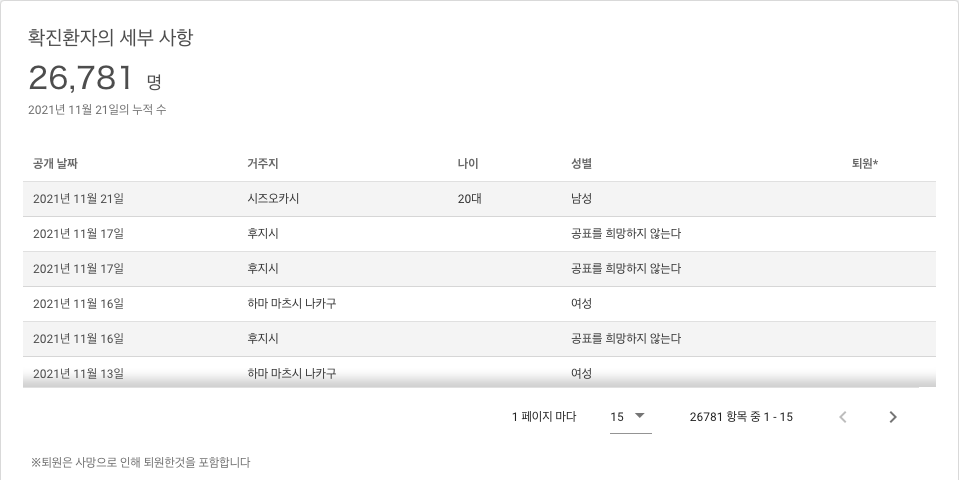 확진환자의 세부 사항
26,781 명
2021년 11월 21일의 누적 수
공개 날짜 거주지 나이 성별 퇴원*
2021년 11월 21일 시즈오카시 20대 남성
2021년 11월 17일 후지시 공표를 희망하지 않는다
2021년 11월 17일 후지시 공표를 희망하지 않는다
2021년 11월 16일 하마 마츠시 나카구 여성
2021년 11월 16일 후지시 공표를 희망하지 않는다
2021년 11월 13일 하마 마츠시 나카구 여성
1 페이지 마다 15 26781 항목 중 1 - 15
※퇴원은 사망으로 인해 퇴원한것을 포함합니다